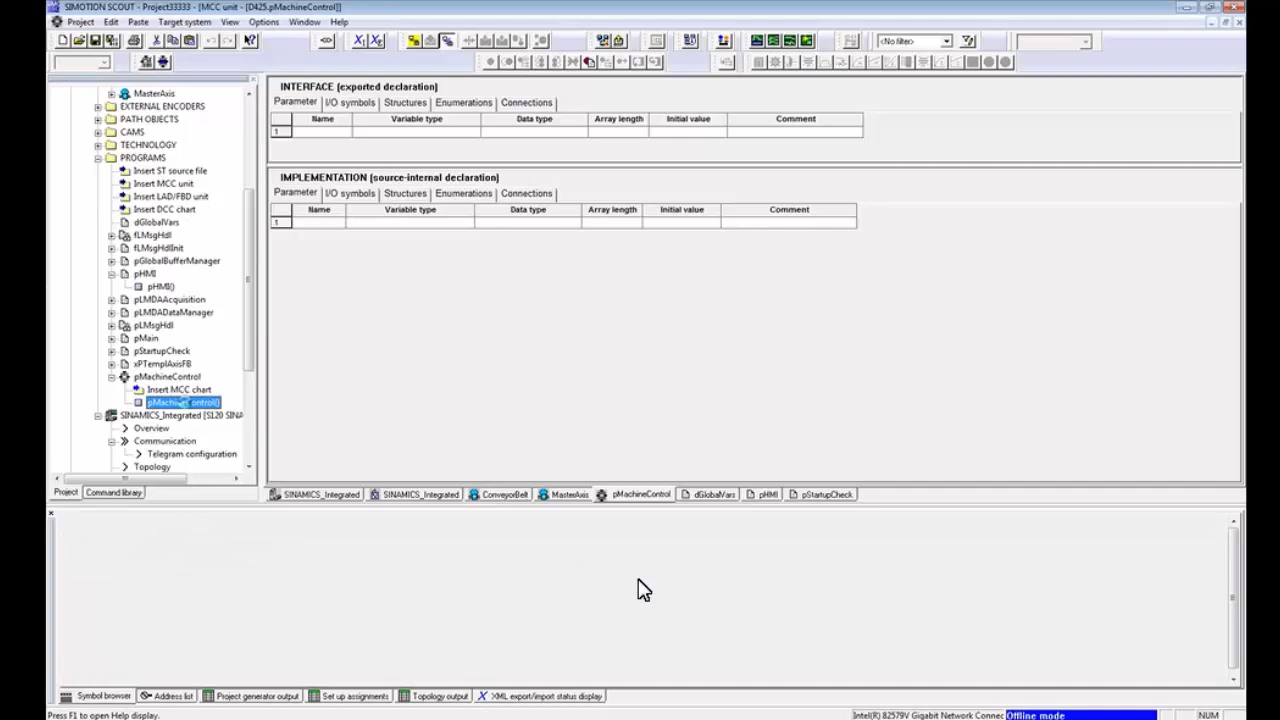 SIMOTION SCOUT - Project33333 - [MCC unit - [D425.pMachineControl]]
Project Edit Paste Target system View Options Window Help
<No filter>
MasterAxis
EXTERNAL ENCODERS
PATH OBJECTS
CAMS
TECHNOLOGY
PROGRAMS
Insert ST source file
Insert MCC unit
Insert LAD/FBD unit
Insert DCC chart
dGlobalVars
fLMsgHdl
fLMsgHdlInit
pGlobalBufferManager
pHMI
pHMI()
pLMDAAcquisition
pLMDADataManager
pLMsgHdl
pMain
pStartupCheck
xPTemplAxisFB
pMachineControl
Insert MCC chart
pMachineControl()
SINAMICS_Integrated [S120 SINA
Overview
Communication
Telegram configuration
Topology
Project Command library
INTERFACE (exported declaration)
Parameter I/O symbols Structures Enumerations Connections
Name Variable type Data type Array length Initial value Comment
1
IMPLEMENTATION (source-internal declaration)
Parameter I/O symbols Structures Enumerations Connections
Name Variable type Data type Array length Initial value Comment
1
SINAMICS_Integrated SINAMICS_Integrated ConveyorBelt MasterAxis pMachineControl dGlobalVars pHMI pStartupCheck
Symbol browser Address list Project generator output Set up assignments Topology output XML export/import status display
Press F1 to open Help display. Intel(R) 82579V Gigabit Network Connec Offline mode NUM